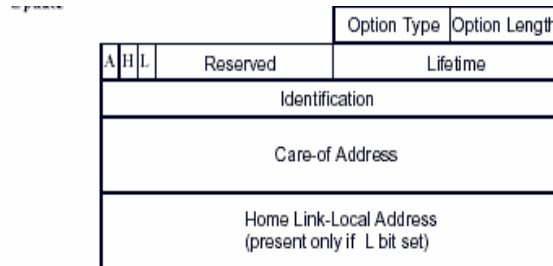 Option Type Option Length
A H L Reserved Lifetime
Identification
Care-of Address
Home Link-Local Address
(present only if L bit set)